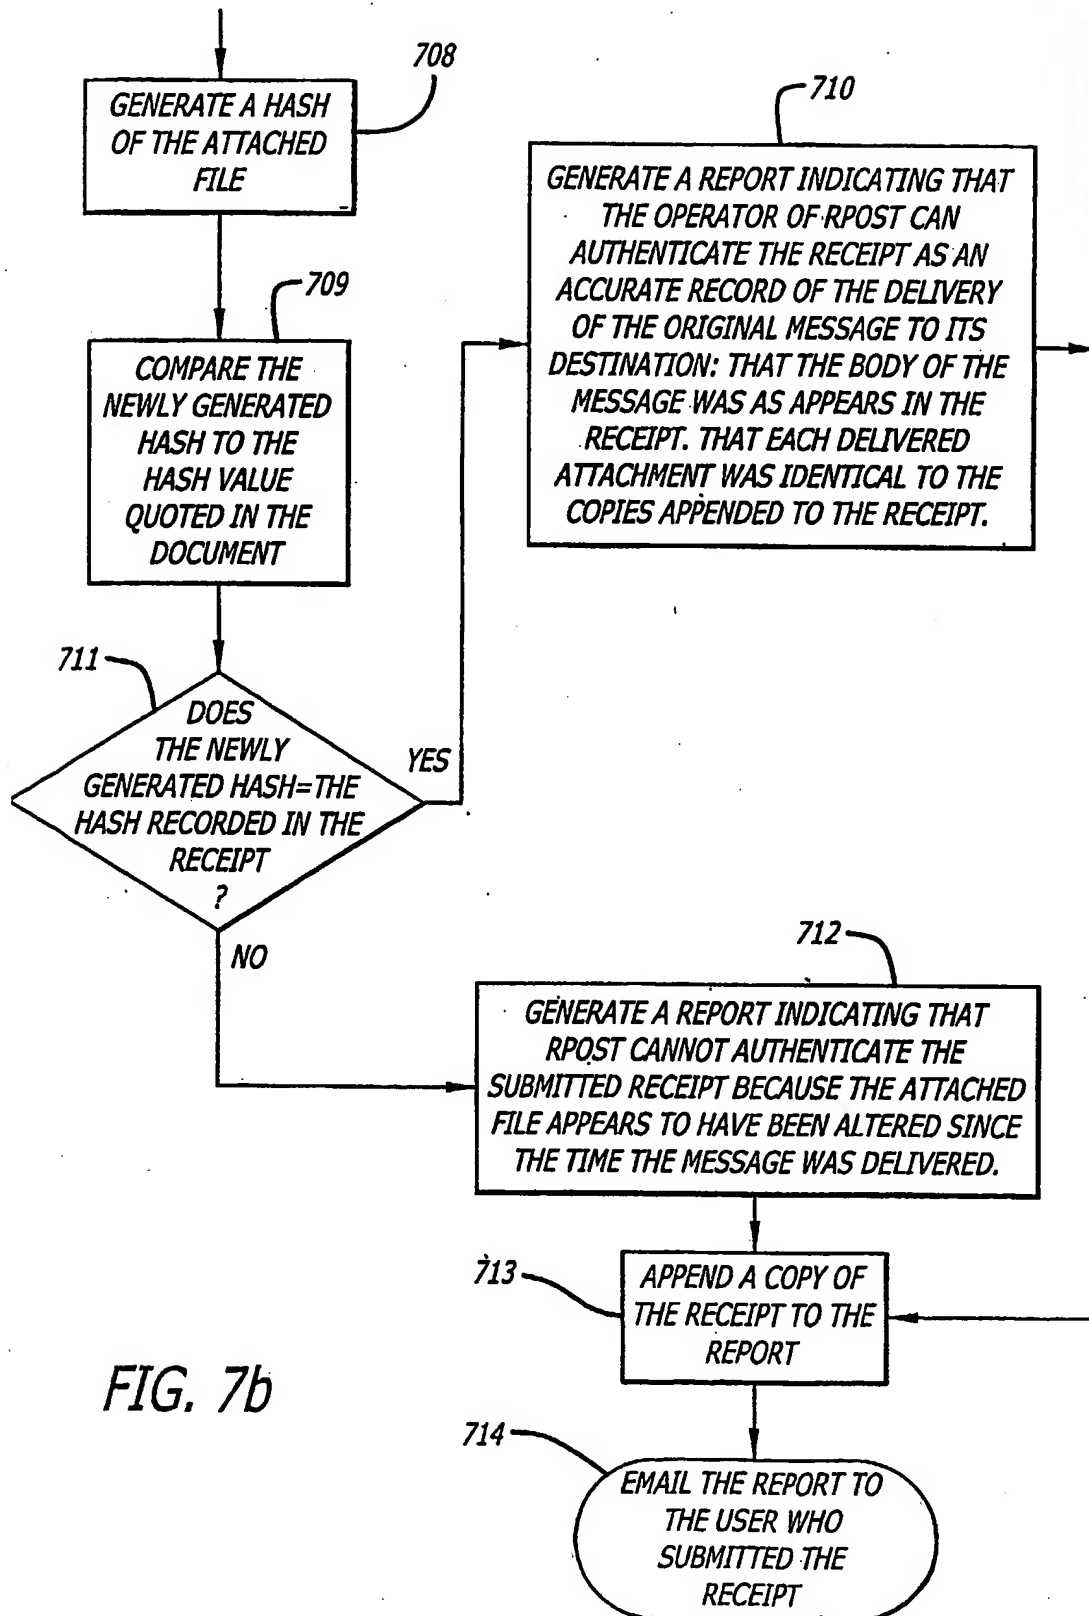 708
GENERATE A HASH
OF THE ATTACHED
FILE
709
COMPARE THE
NEWLY GENERATED
HASH TO THE
HASH VALUE
QUOTED IN THE
DOCUMENT
710
GENERATE A REPORT INDICATING THAT
THE OPERATOR OF RPOST CAN
AUTHENTICATE THE RECEIPT AS AN
ACCURATE RECORD OF THE DELIVERY
OF THE ORIGINAL MESSAGE TO ITS
DESTINATION: THAT THE BODY OF THE
MESSAGE WAS AS APPEARS IN THE
RECEIPT. THAT EACH DELIVERED
ATTACHMENT WAS IDENTICAL TO THE
COPIES APPENDED TO THE RECEIPT.
711
DOES
THE NEWLY
GENERATED HASH=THE
HASH RECORDED IN THE
RECEIPT
?
YES
NO
712
GENERATE A REPORT INDICATING THAT
RPOST CANNOT AUTHENTICATE THE
SUBMITTED RECEIPT BECAUSE THE ATTACHED
FILE APPEARS TO HAVE BEEN ALTERED SINCE
THE TIME THE MESSAGE WAS DELIVERED.
713
APPEND A COPY OF
THE RECEIPT TO THE
REPORT
714
EMAIL THE REPORT TO
THE USER WHO
SUBMITTED THE
RECEIPT
FIG. 7b